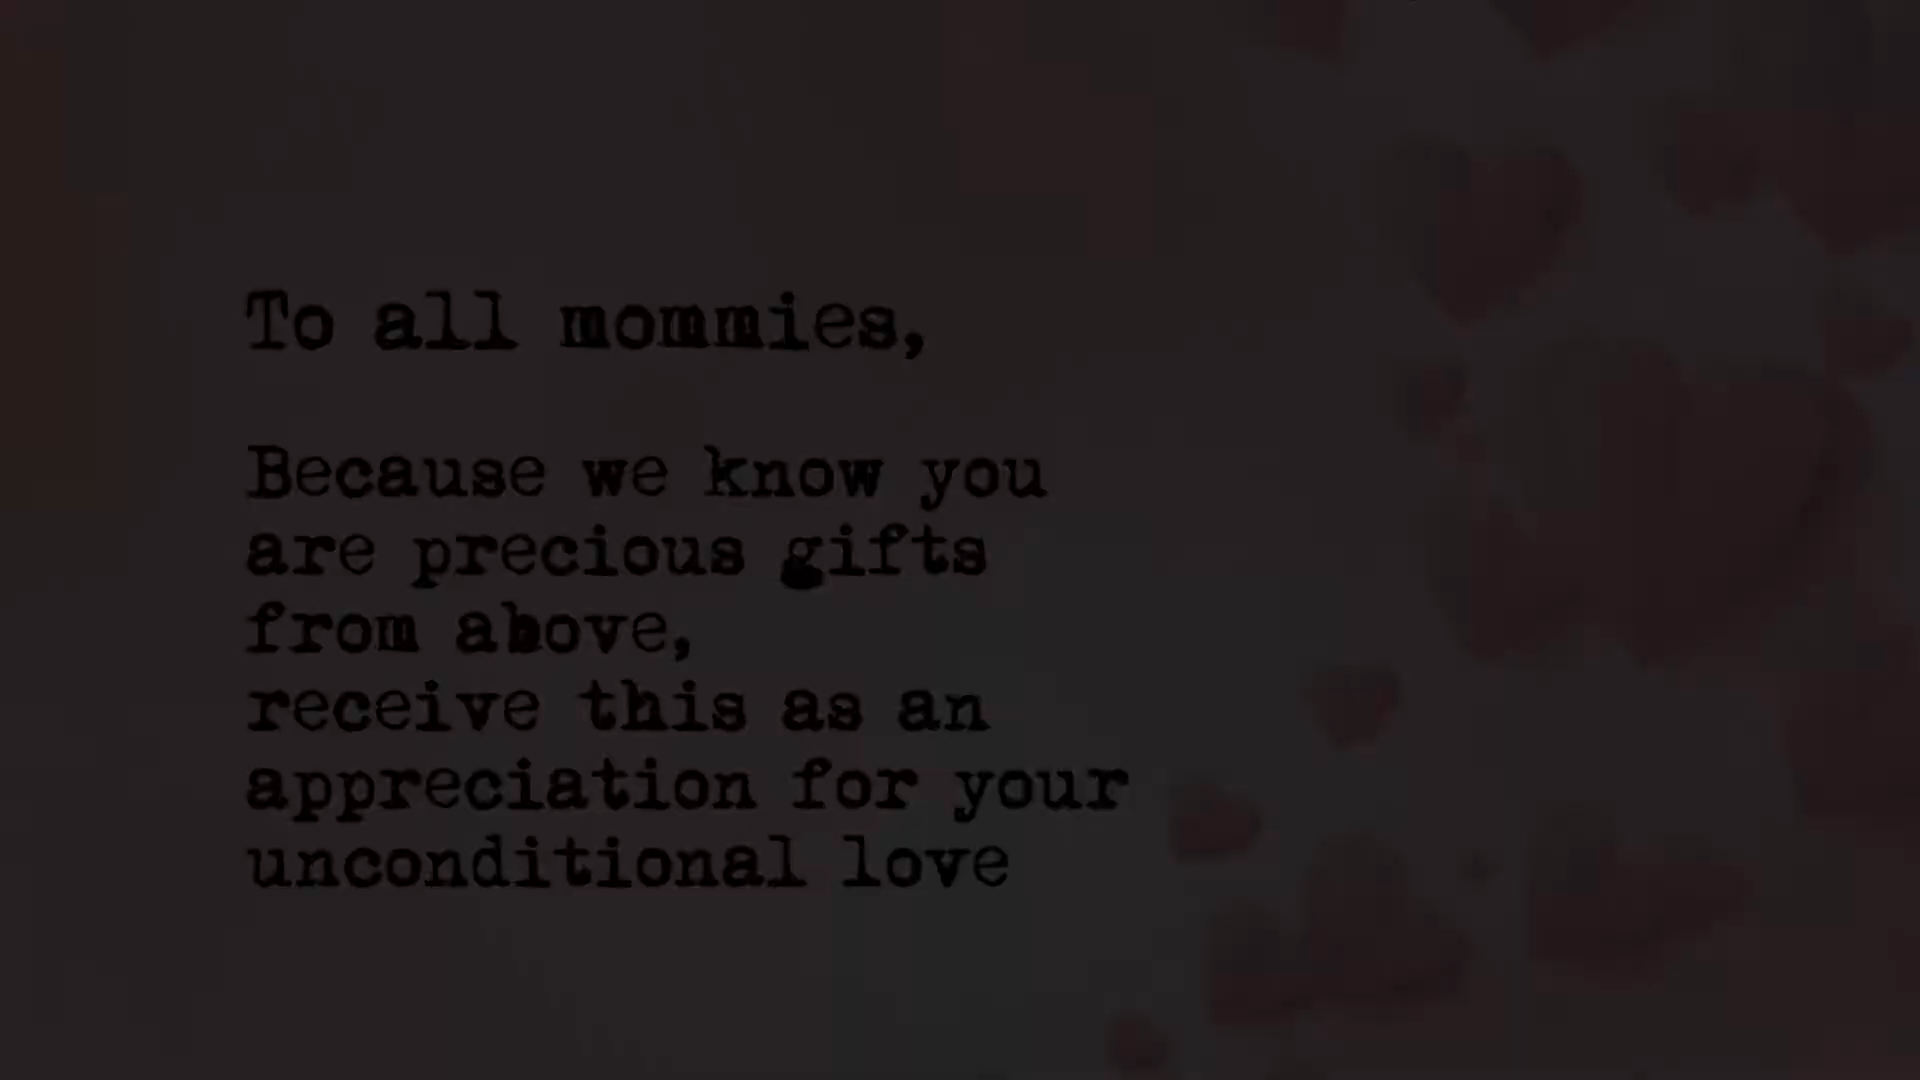 To all mommies,
Because we know you
are precious gifts
from above,
receive this as an
appreciation for your
unconditional love